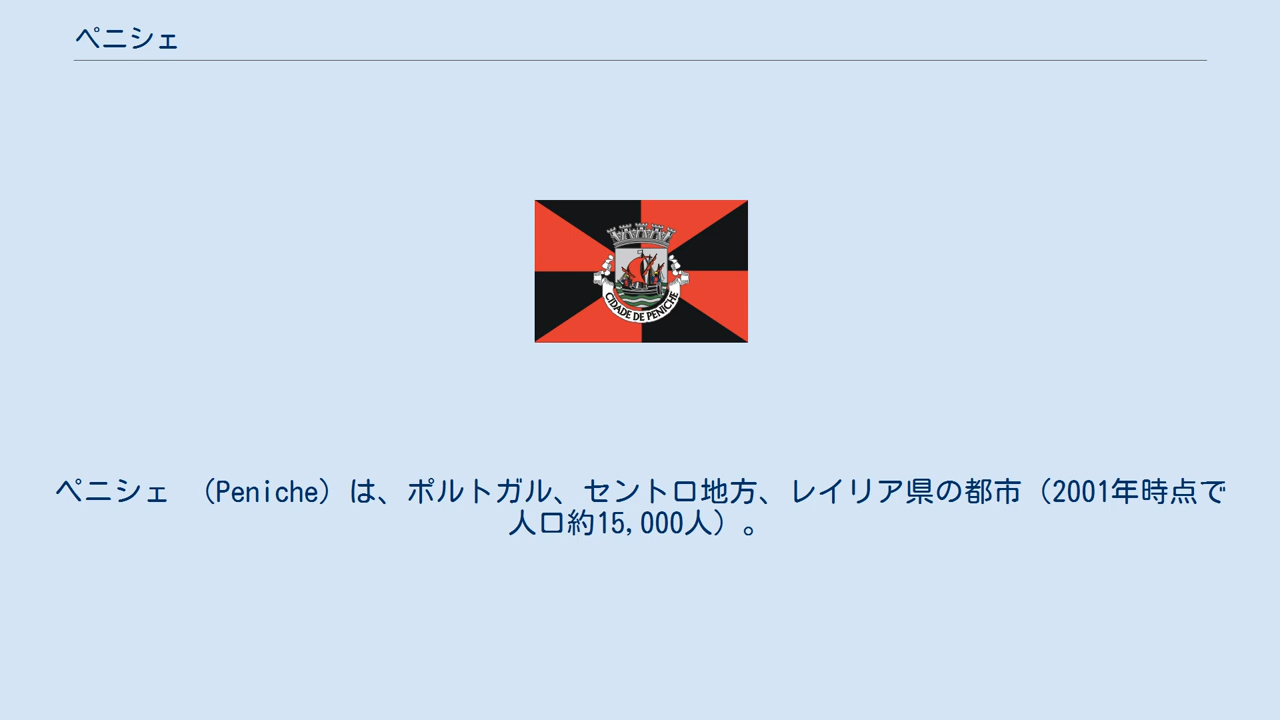 ペニシェ
CIDADE DE PENICHE
ペニシェ （Peniche）は、ポルトガル、セントロ地方、レイリア県の都市（2001年時点で
人口約15,000人）。